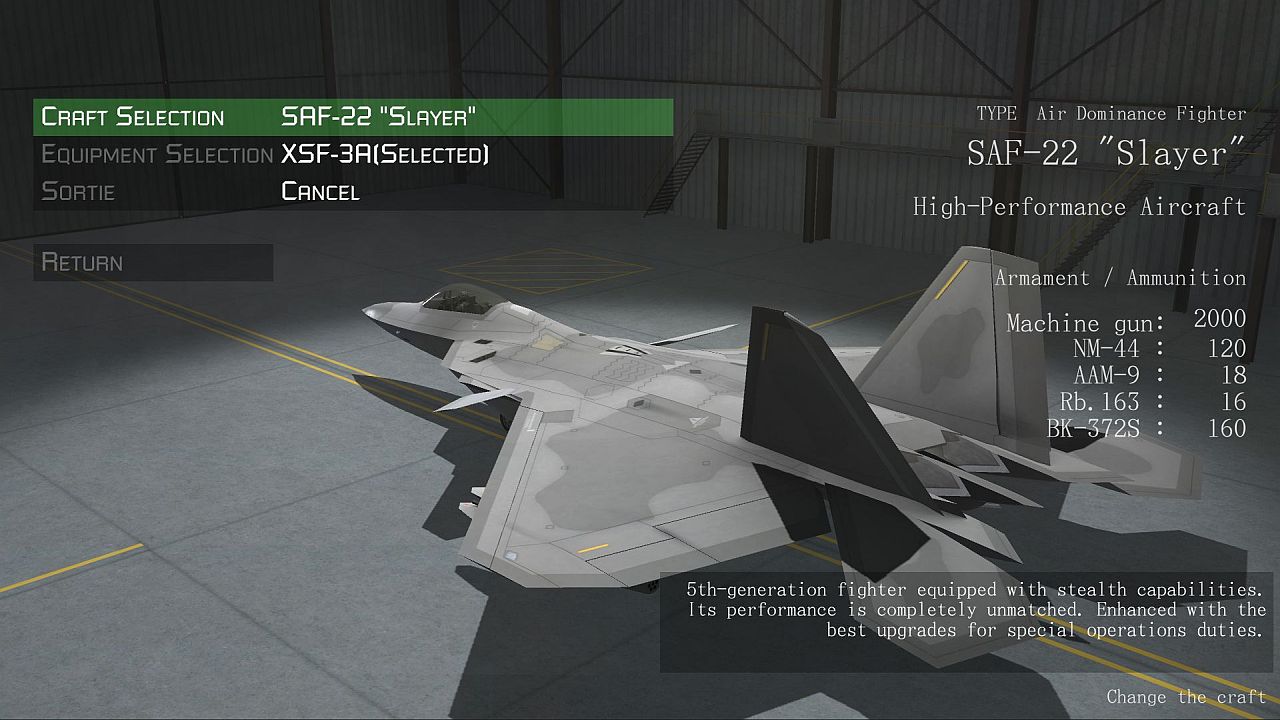 Craft Selection SAF-22 "Slayer"
Equipment Selection XSF-3A(Selected)
Sortie Cancel
Return
TYPE Air Dominance Fighter
SAF-22 "Slayer"
High-Performance Aircraft
Armament / Ammunition
Machine gun: 2000
NM-44 : 120
AAM-9 : 18
Rb.163 : 16
BK-372S : 160
5th-generation fighter equipped with stealth capabilities.
Its performance is completely unmatched. Enhanced with the
best upgrades for special operations duties.
Change the craft